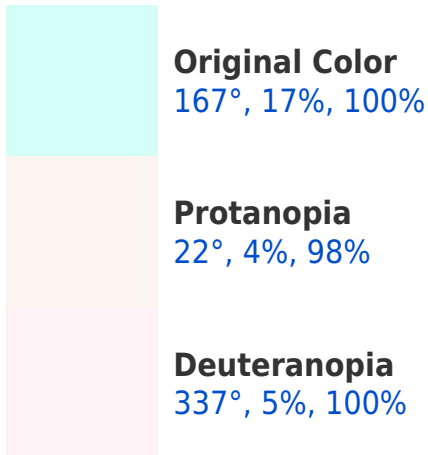 Original Color
167°, 17%, 100%
Protanopia
22°, 4%, 98%
Deuteranopia
337°, 5%, 100%